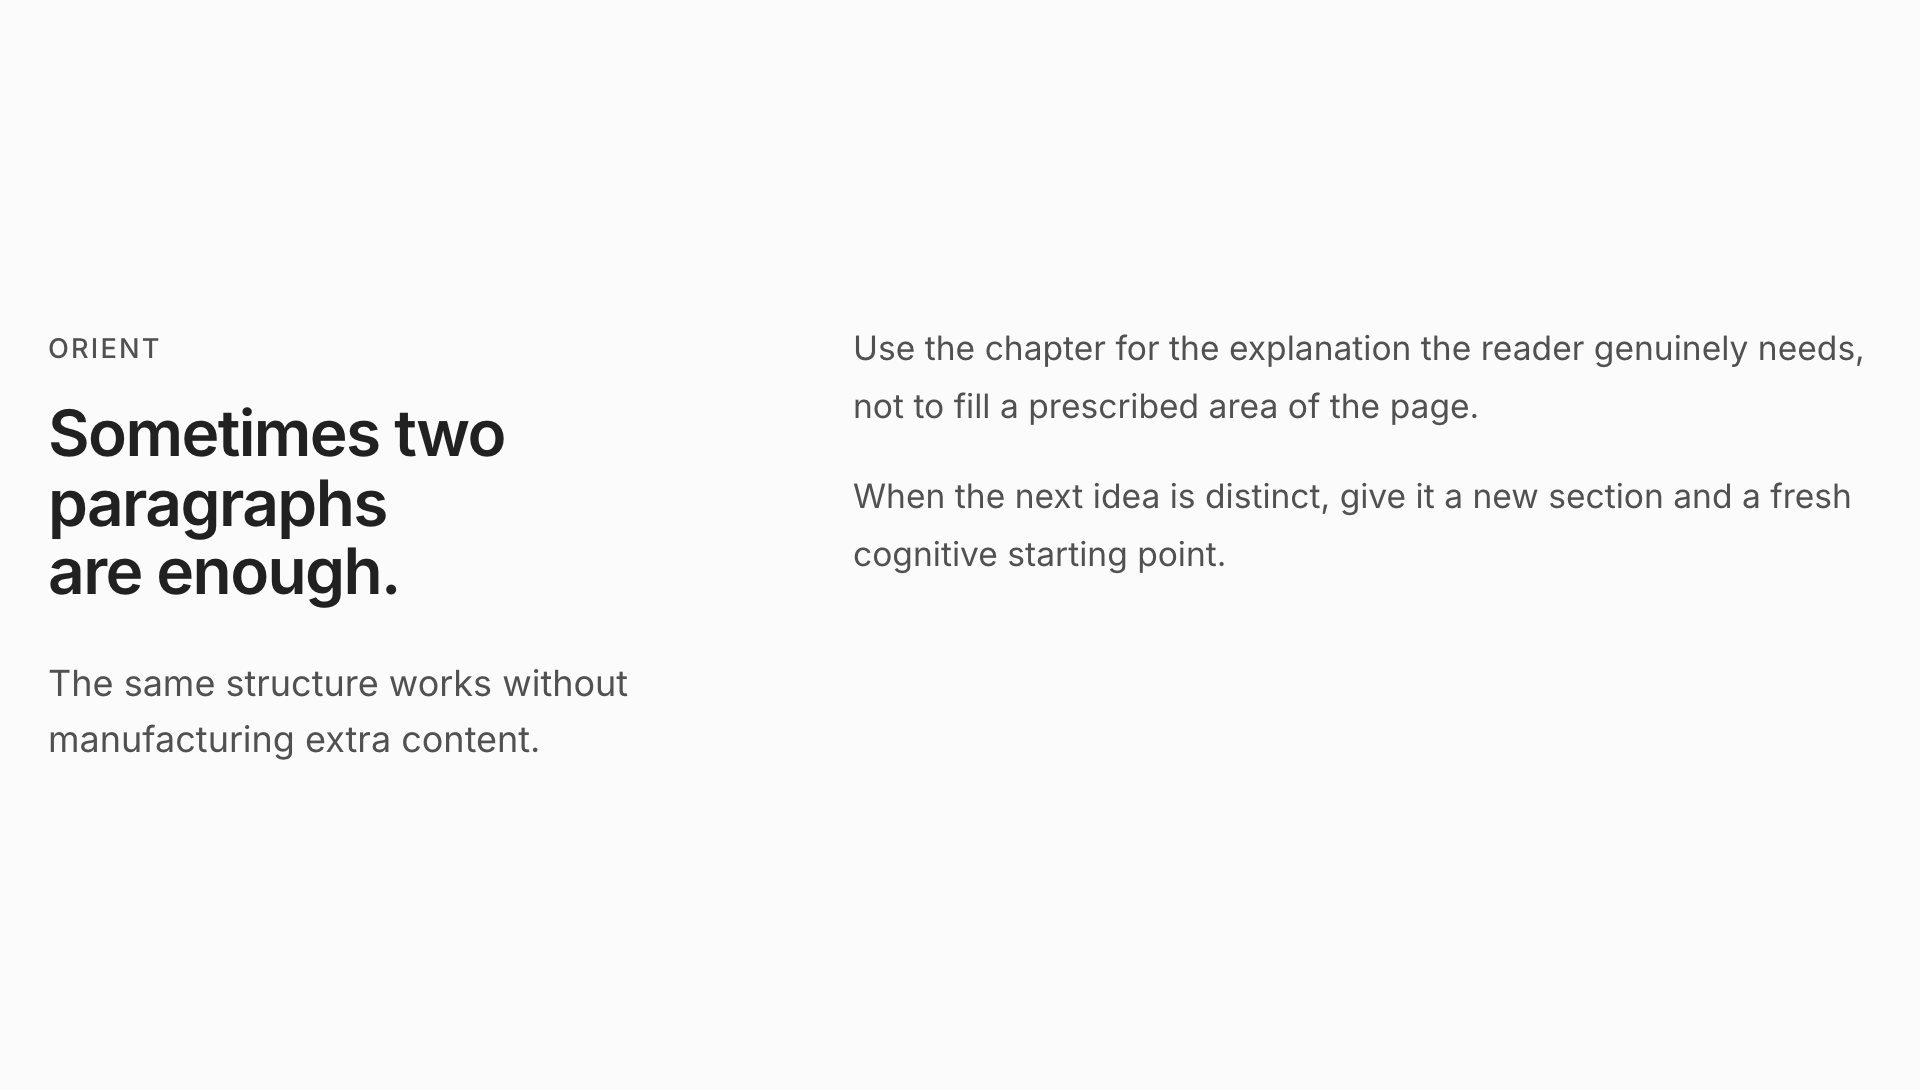 ORIENT
Sometimes two
paragraphs
are enough.
The same structure works without
manufacturing extra content.
Use the chapter for the explanation the reader genuinely needs,
not to fill a prescribed area of the page.
When the next idea is distinct, give it a new section and a fresh
cognitive starting point.